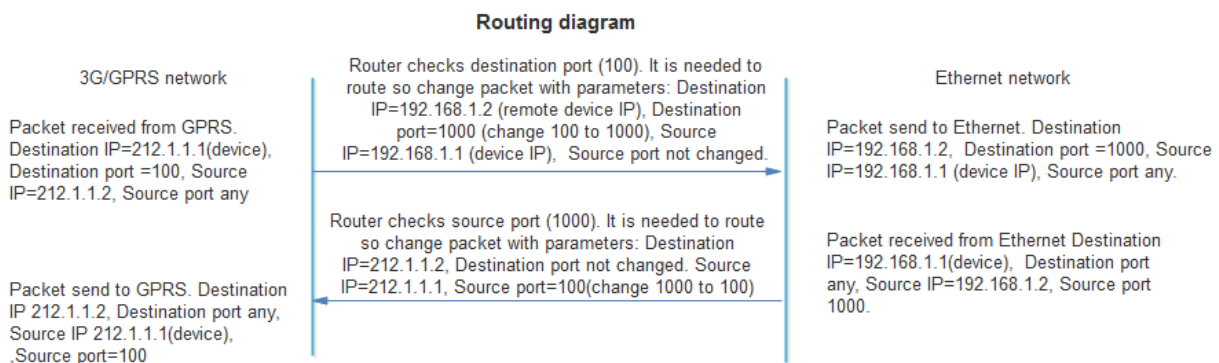 Routing diagram
3G/GPRS network
Packet received from GPRS.
Destination IP=212.1.1.1(device),
Destination port =100, Source
IP=212.1.1.2, Source port any
Packet send to GPRS. Destination
IP 212.1.1.2, Destination port any,
Source IP 212.1.1.1(device),
,Source port=100
Router checks destination port (100). It is needed to
route so change packet with parameters: Destination
IP=192.168.1.2 (remote device IP), Destination
port=1000 (change 100 to 1000), Source
IP=192.168.1.1 (device IP),  Source port not changed.
Router checks source port (1000). It is needed to route
so change packet with parameters: Destination
IP=212.1.1.2, Destination port not changed. Source
IP=212.1.1.1, Source port=100(change 1000 to 100)
Ethernet network
Packet send to Ethernet. Destination
IP=192.168.1.2,  Destination port =1000, Source
IP=192.168.1.1 (device IP), Source port any.
Packet received from Ethernet Destination
IP=192.168.1.1(device),  Destination port
any, Source IP=192.168.1.2, Source port
1000.